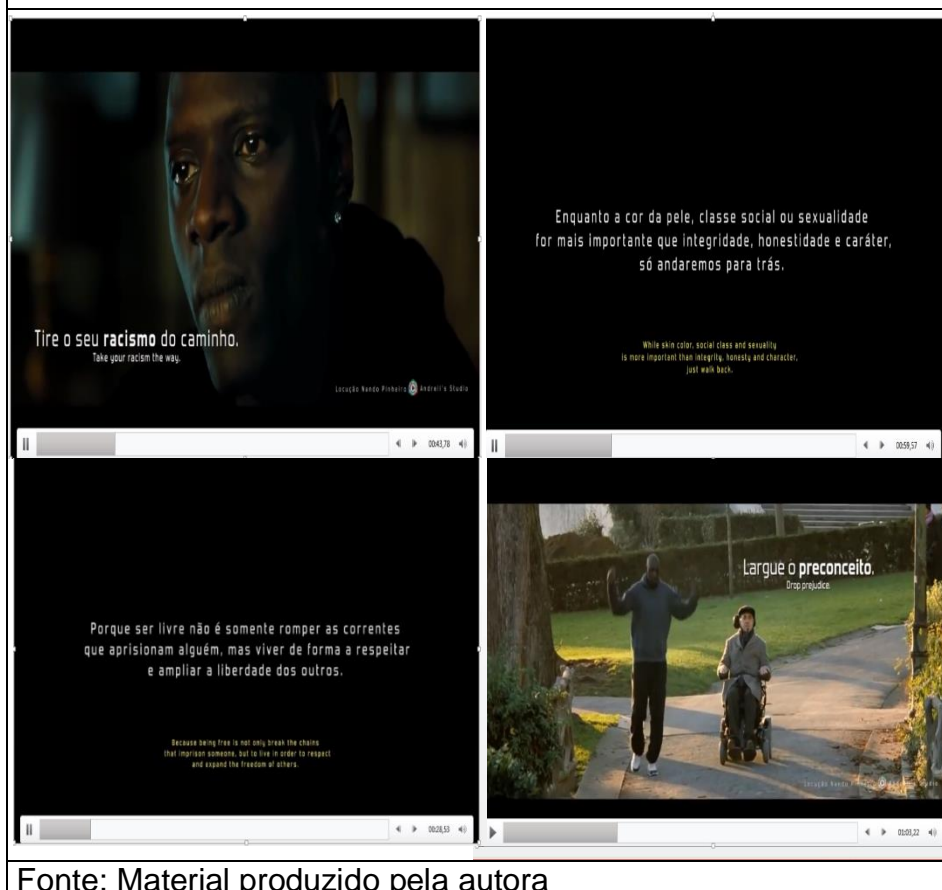 Tire o seu racismo do caminho.
Take your racism the way.
Locução Nando Pinheiro Andreli's Studio
00:43,78
Enquanto a cor da pele, classe social ou sexualidade
for mais importante que integridade, honestidade e caráter,
só andaremos para trás.
While skin color, social class and sexuality
is more important than integrity, honesty and character,
just walk back.
00:59,57
Porque ser livre não é somente romper as correntes
que aprisionam alguém, mas viver de forma a respeitar
e ampliar a liberdade dos outros.
Because being free is not only break the chains
that imprison someone, but to live in order to respect
and expand the freedom of others.
00:28,53
Largue o preconceito.
Drop prejudice.
Locução Nando
Studio
01:03,22
Fonte: Material produzido pela autora